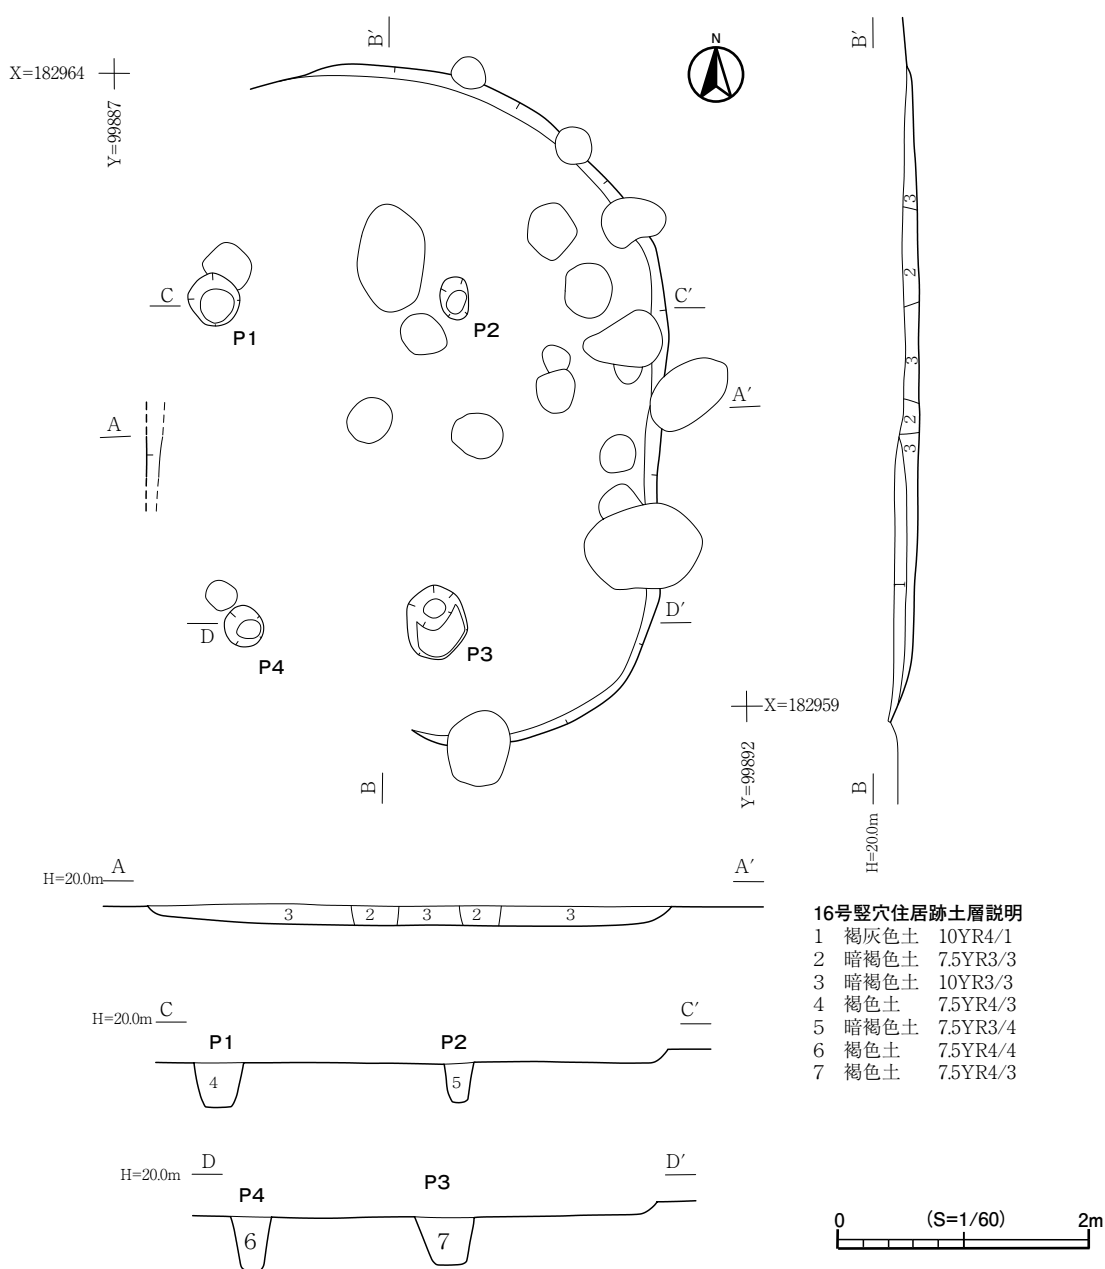 B′
N
B′
X=182964
Y=99887
C
P1
P2
C′
A
A′
D
P4
P3
D′
X=182959
Y=99892
B
B
H=20.0m
3
2
3
2
3
1
H=20.0m
A
A′
3
2
3
2
3
H=20.0m
C
C′
P1
P2
4
5
H=20.0m
D
D′
P4
P3
6
7
16号竪穴住居跡土層説明
1 褐灰色土 10YR4/1
2 暗褐色土 7.5YR3/3
3 暗褐色土 10YR3/3
4 褐色土 7.5YR4/3
5 暗褐色土 7.5YR3/4
6 褐色土 7.5YR4/4
7 褐色土 7.5YR4/3
0 (S=1/60) 2m